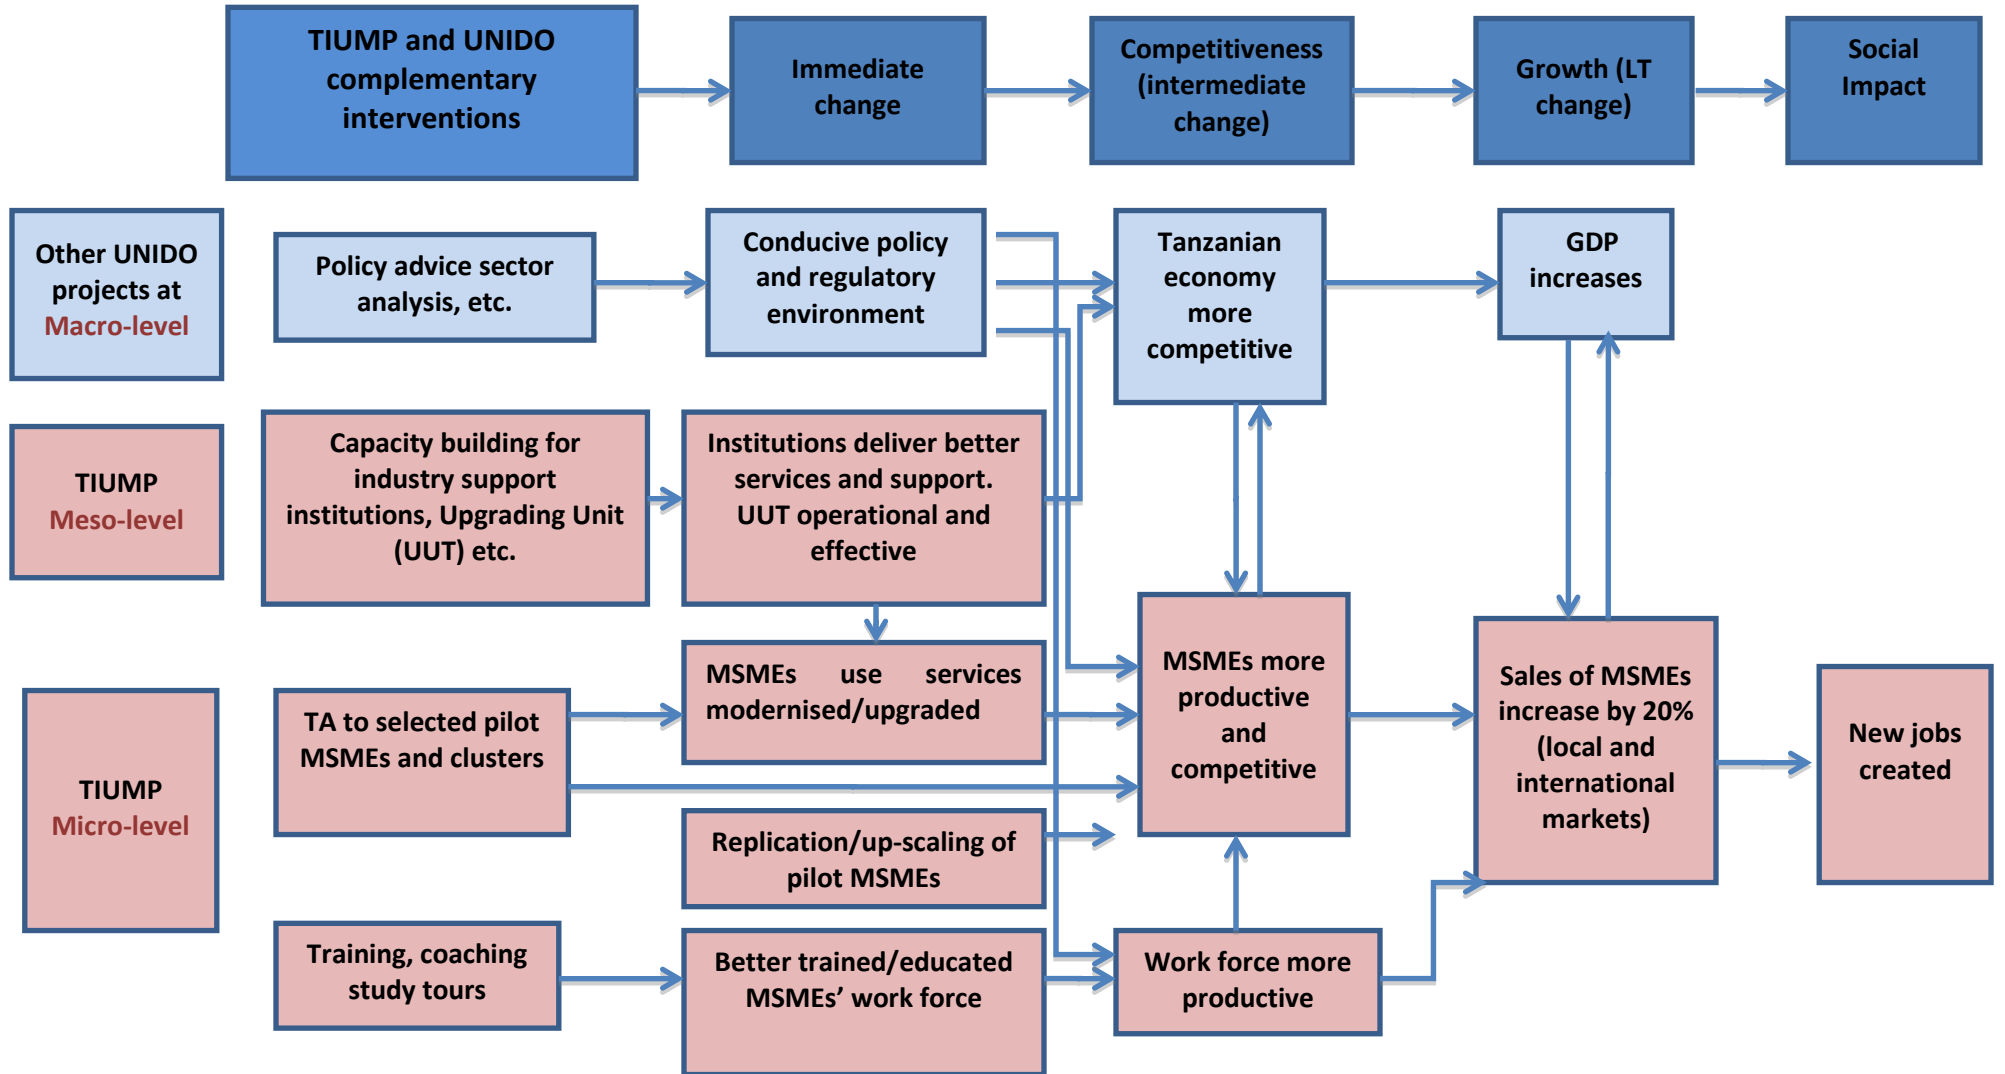 TIUMP and UNIDO
complementary
interventions
Immediate
change
Competitiveness
(intermediate
change)
Growth (LT
change)
Social
Impact
Other UNIDO
projects at
Macro-level
Policy advice sector
analysis, etc.
Conducive policy
and regulatory
environment
Tanzanian
economy
more
competitive
GDP
increases
TIUMP
Meso-level
Capacity building for
industry support
institutions, Upgrading Unit
(UUT) etc.
Institutions deliver better
services and support.
UUT operational and
effective
TIUMP
Micro-level
TA to selected pilot
MSMEs and clusters
MSMEs use services
modernised/upgraded
MSMEs more
productive
and
competitive
Sales of MSMEs
increase by 20%
(local and
international
markets)
New jobs
created
Replication/up-scaling of
pilot MSMEs
Training, coaching
study tours
Better trained/educated
MSMEs’ work force
Work force more
productive